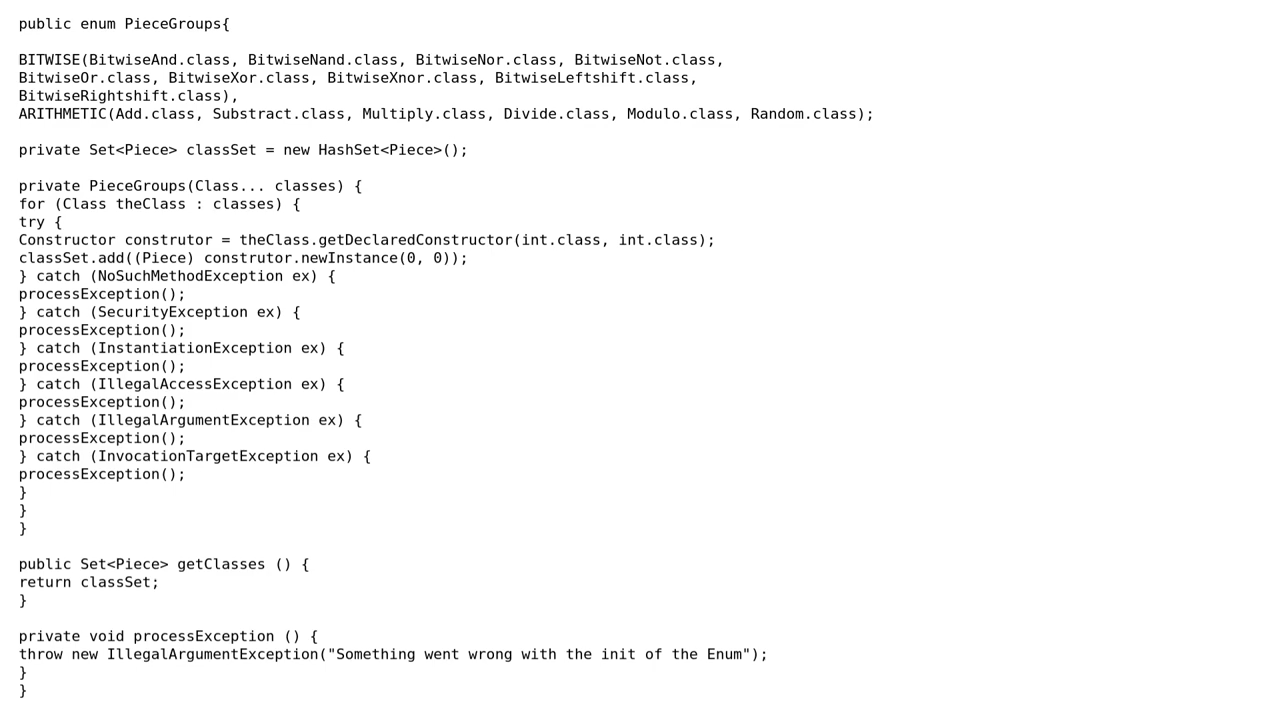 public enum PieceGroups{
BITWISE(BitwiseAnd.class, BitwiseNand.class, BitwiseNor.class, BitwiseNot.class,
BitwiseOr.class, BitwiseXor.class, BitwiseXnor.class, BitwiseLeftshift.class,
BitwiseRightshift.class),
ARITHMETIC(Add.class, Substract.class, Multiply.class, Divide.class, Modulo.class, Random.class);
private Set<Piece> classSet = new HashSet<Piece>();
private PieceGroups(Class... classes) {
for (Class theClass : classes) {
try {
Constructor construtor = theClass.getDeclaredConstructor(int.class, int.class);
classSet.add((Piece) construtor.newInstance(0, 0));
} catch (NoSuchMethodException ex) {
processException();
} catch (SecurityException ex) {
processException();
} catch (InstantiationException ex) {
processException();
} catch (IllegalAccessException ex) {
processException();
} catch (IllegalArgumentException ex) {
processException();
} catch (InvocationTargetException ex) {
processException();
}
}
}
public Set<Piece> getClasses () {
return classSet;
}
private void processException () {
throw new IllegalArgumentException("Something went wrong with the init of the Enum");
}
}